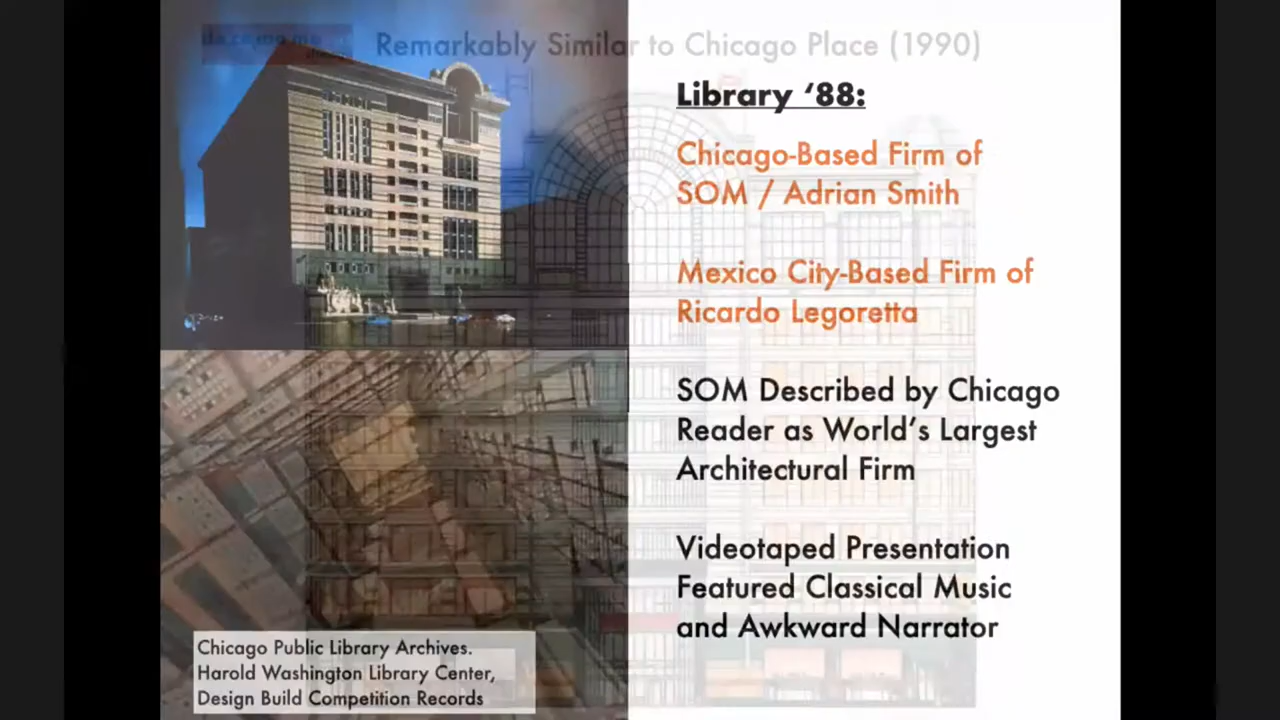 Remarkably Similar to Chicago Place (1990)
Library ‘88:
Chicago-Based Firm of
SOM / Adrian Smith
Mexico City-Based Firm of
Ricardo Legoretta
SOM Described by Chicago
Reader as World’s Largest
Architectural Firm
Videotaped Presentation
Featured Classical Music
and Awkward Narrator
Chicago Public Library Archives.
Harold Washington Library Center,
Design Build Competition Records